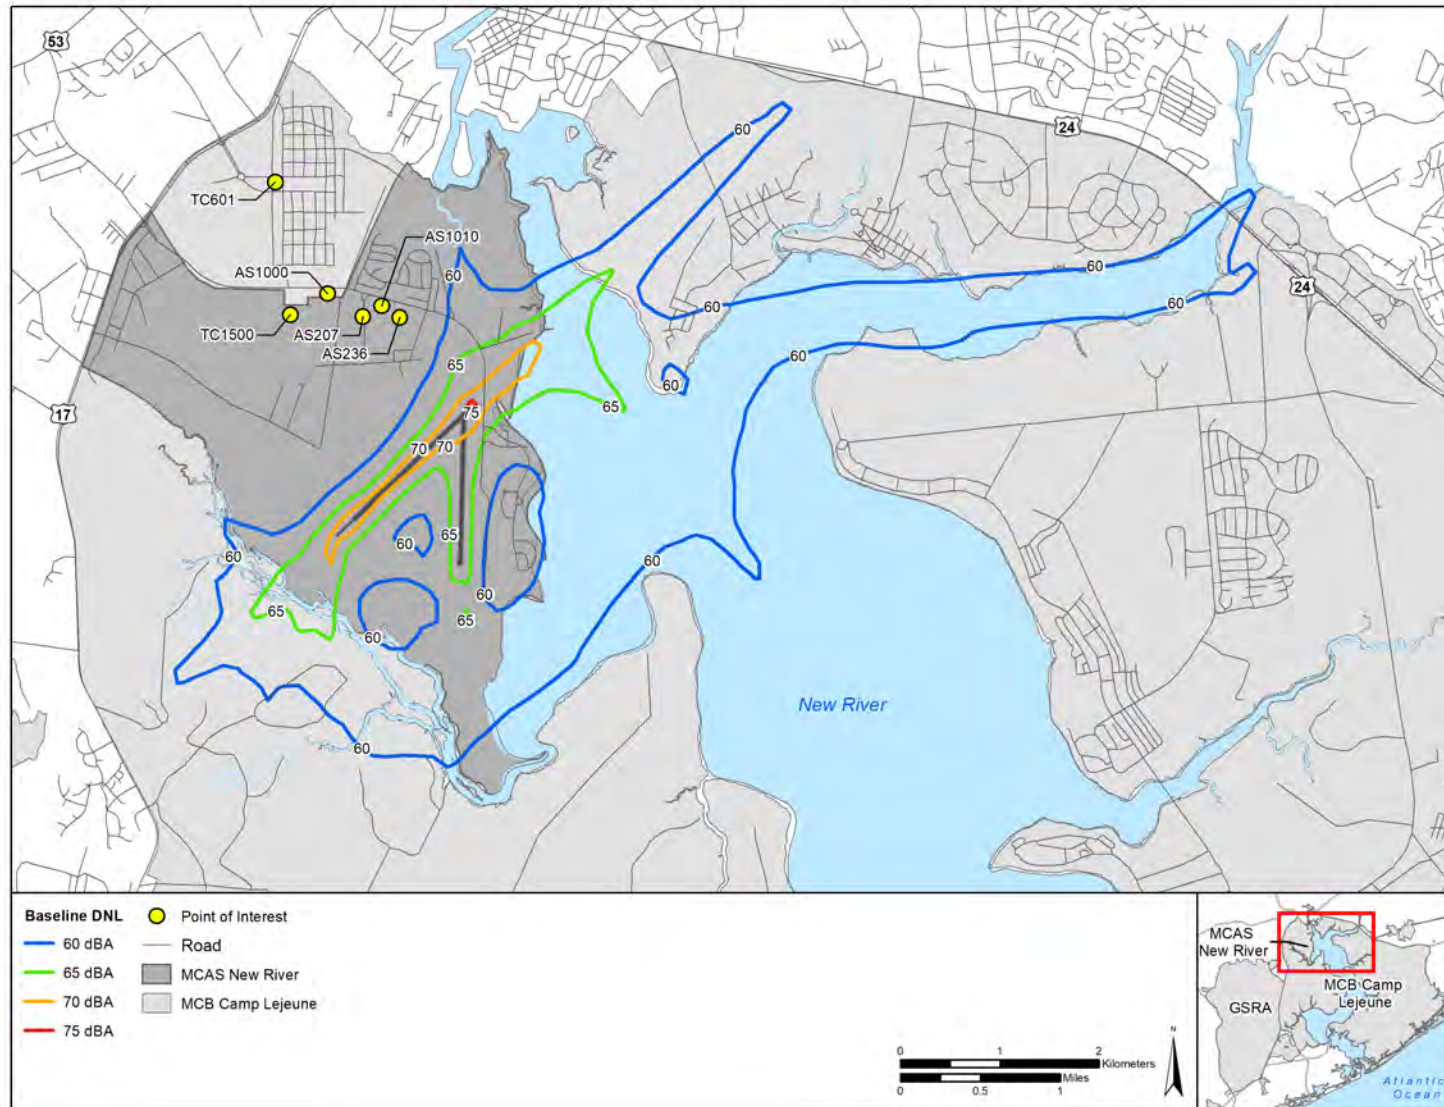 53
60
24
TC601
AS1010
60
AS1000
60
60
24
60
60
TC1500
AS207
AS236
60
65
60
65
17
75
70
70
65
60
60
60
60
65
65
60
New River
60
Baseline DNL
60 dBA
65 dBA
70 dBA
75 dBA
Point of Interest
Road
MCAS New River
MCB Camp Lejeune
0 1 2
Kilometers
Miles
0 0.5 1
N
MCAS
New River
MCB Camp
Lejeune
GSRA
Atlantic
Ocean